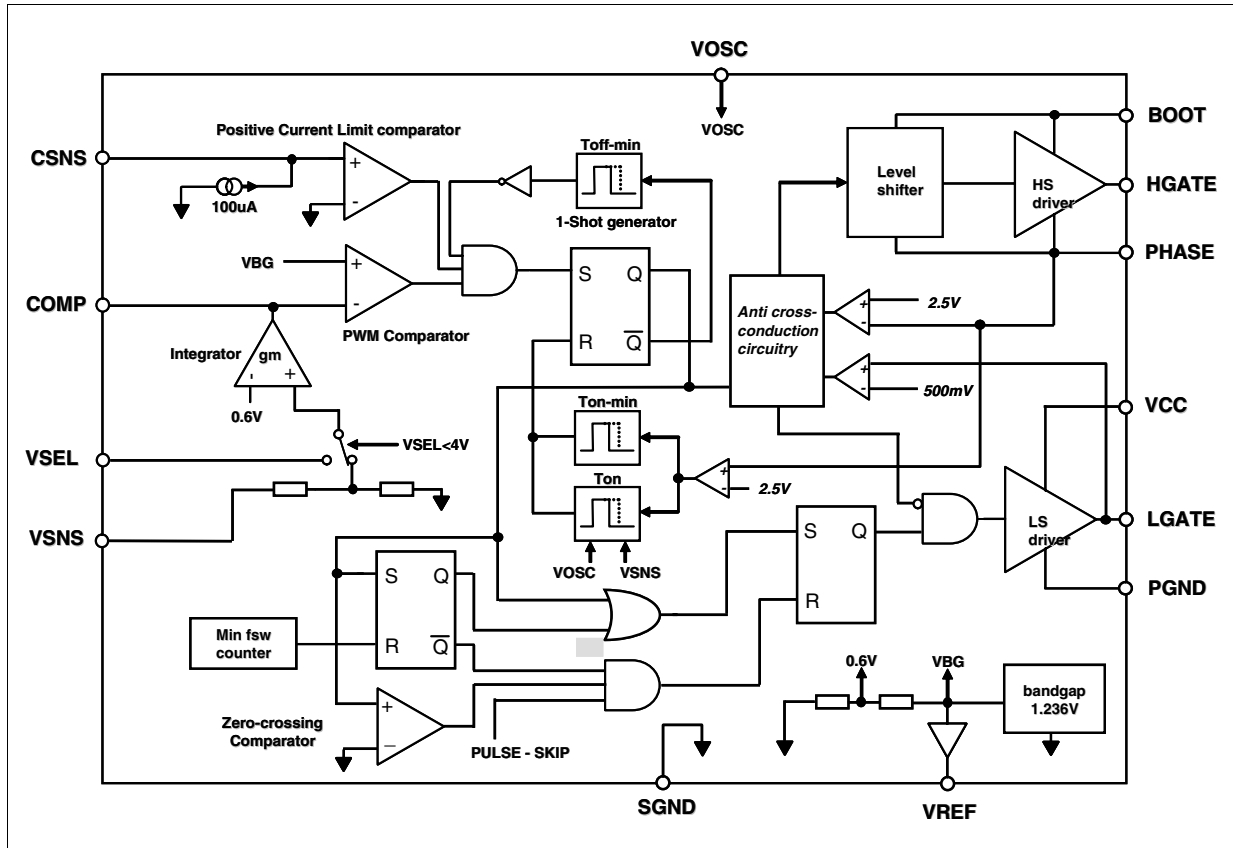 VOSC
VOSC
BOOT
HGATE
PHASE
VCC
LGATE
PGND
CSNS
COMP
VSEL
VSNS
SGND
VREF
Positive Current Limit comparator
+
-
100uA
Toff-min
1-Shot generator
Level
shifter
HS
driver
VBG
+
-
PWM Comparator
S Q
R Q
Integrator
gm
- +
0.6V
VSEL<4V
Anti cross-
conduction
circuitry
+
-
2.5V
+
-
500mV
Ton-min
Ton
VOSC VSNS
+
-
2.5V
S Q
R
LS
driver
S Q
R Q
Min fsw
counter
Zero-crossing
Comparator
+
−
PULSE - SKIP
0.6V
VBG
bandgap
1.236V